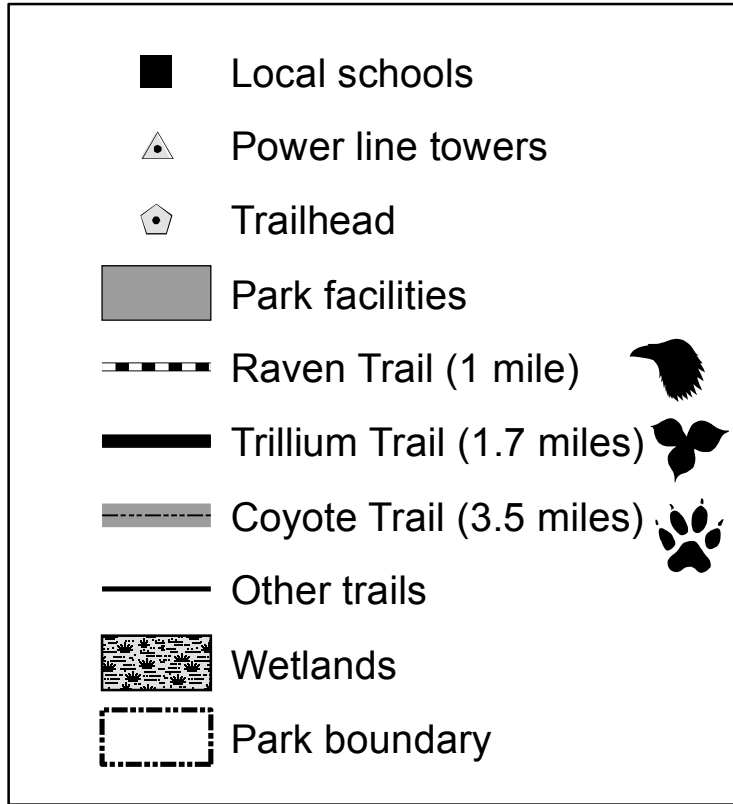 Local schools
Power line towers
Trailhead
Park facilities
Raven Trail (1 mile)
Trillium Trail (1.7 miles)
Coyote Trail (3.5 miles)
Other trails
Wetlands
Park boundary